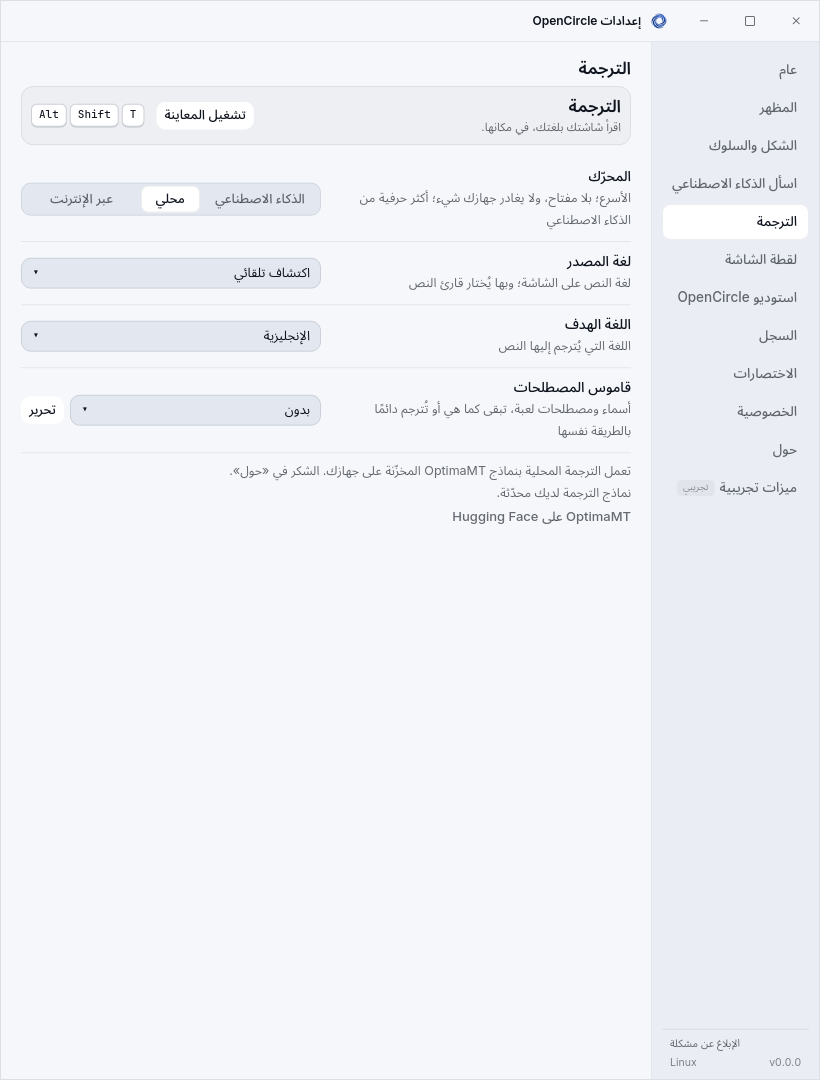 إعدادات OpenCircle
عام
المظهر
الشكل والسلوك
اسأل الذكاء الاصطناعي
الترجمة
لقطة الشاشة
استوديو OpenCircle
السجل
الاختصارات
الخصوصية
حول
ميزات تجريبية تجريبي
الإبلاغ عن مشكلة
v0.0.0 Linux
الترجمة
الترجمة
اقرأ شاشتك بلغتك، في مكانها.
تشغيل المعاينة
Alt Shift T
المحرّك
الأسرع؛ بلا مفتاح، ولا يغادر جهازك شيء؛ أكثر حرفية من
الذكاء الاصطناعي
الذكاء الاصطناعي محلي عبر الإنترنت
لغة المصدر
لغة النص على الشاشة؛ وبها يُختار قارئ النص
اكتشاف تلقائي
اللغة الهدف
اللغة التي يُترجم إليها النص
الإنجليزية
قاموس المصطلحات
أسماء ومصطلحات لعبة، تبقى كما هي أو تُترجم دائمًا
بالطريقة نفسها
بدون
تحرير
تعمل الترجمة المحلية بنماذج OptimaMT المخزّنة على جهازك. الشكر في «حول».
نماذج الترجمة لديك محدّثة.
OptimaMT على Hugging Face